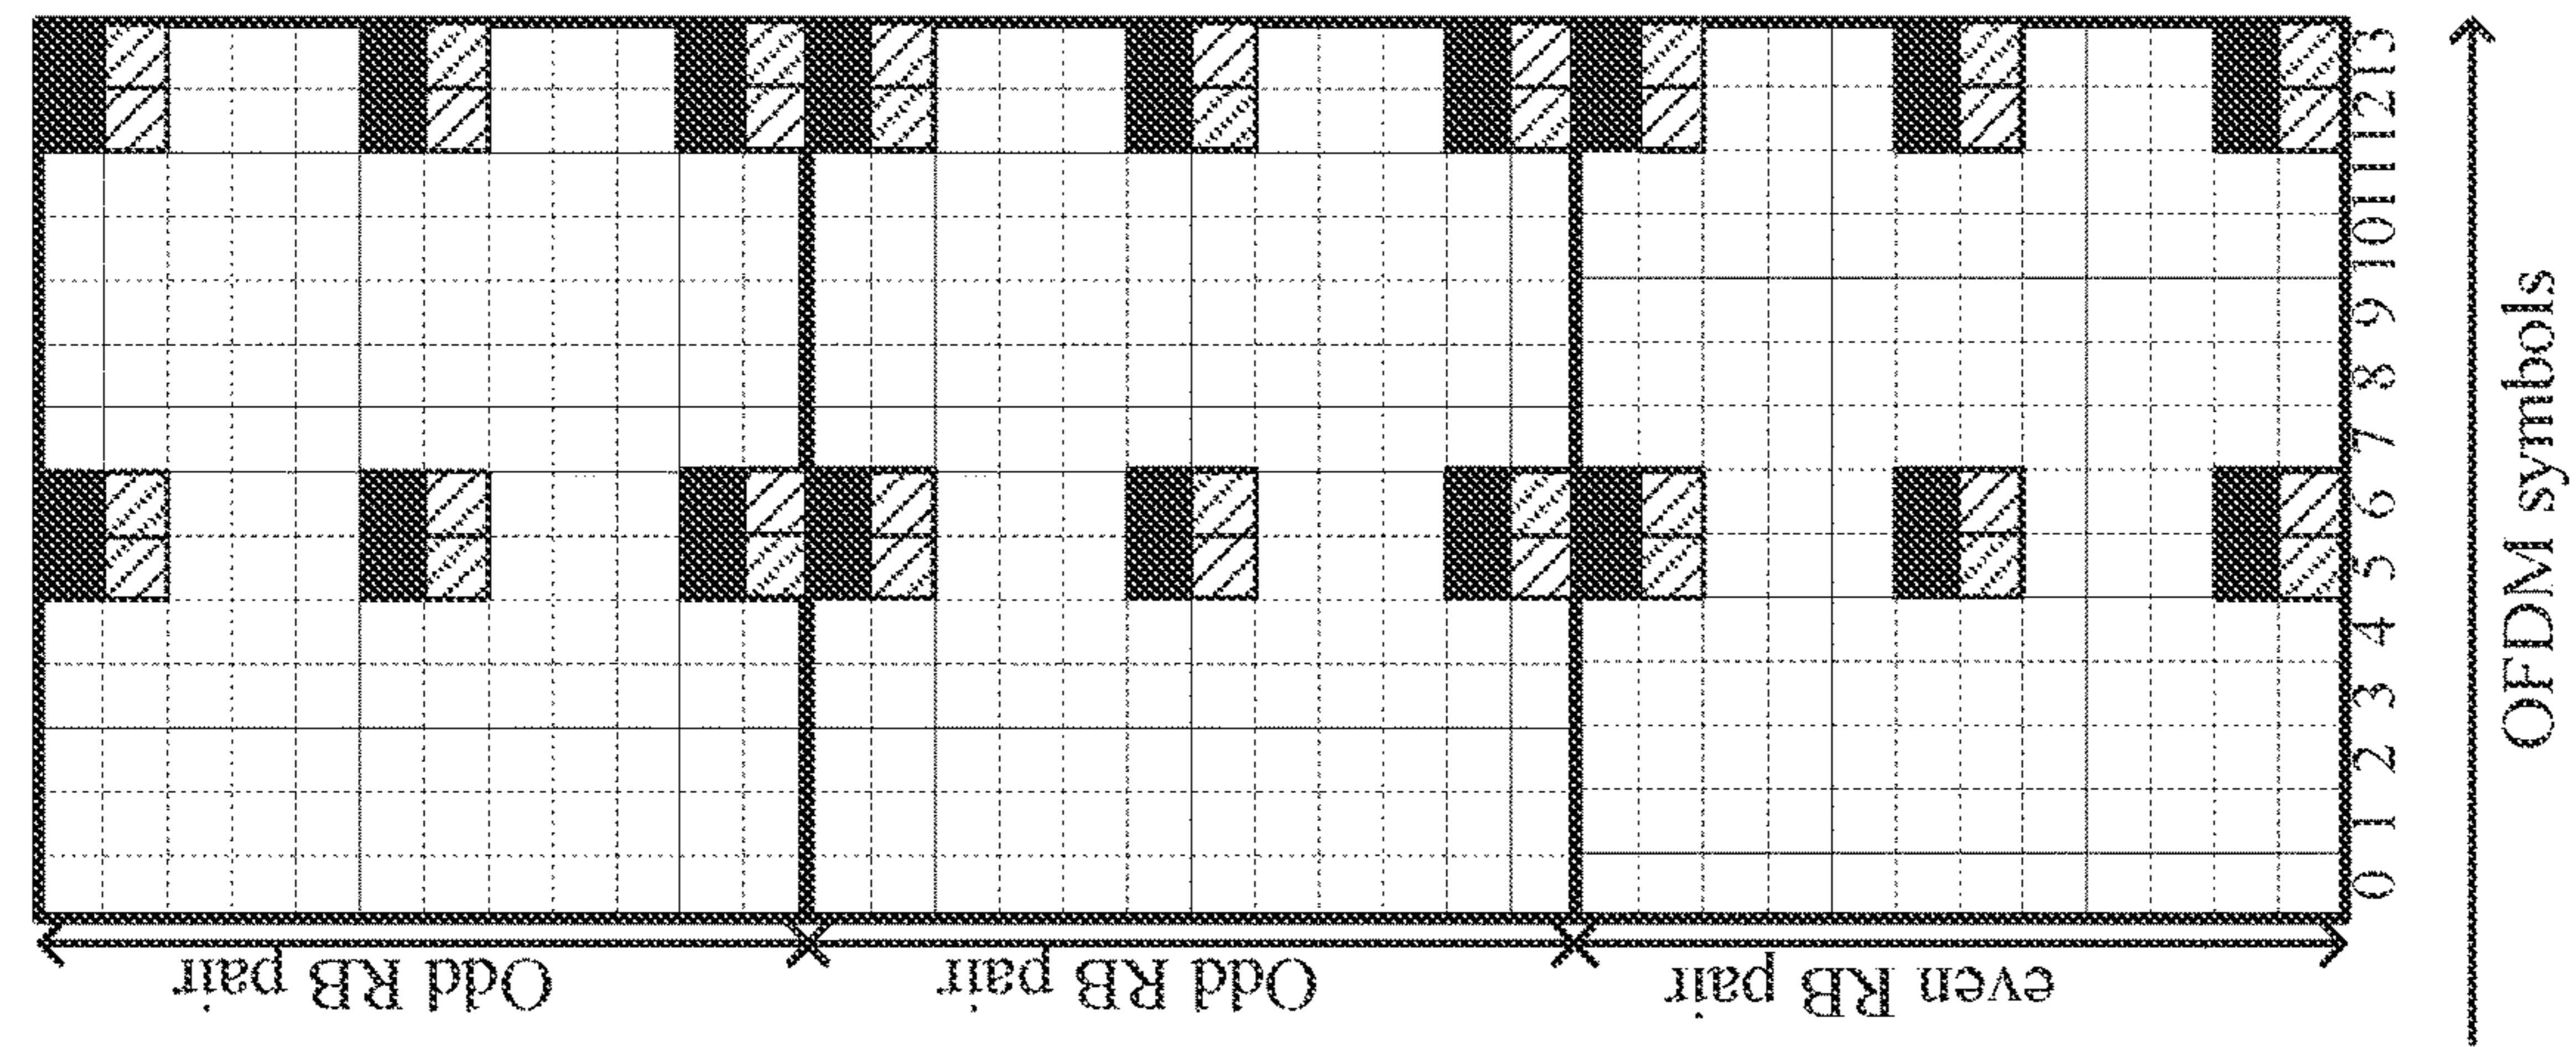 Odd RB pair
Odd RB pair
even RB pair
0 1 2 3 4 5 6 7 8 9 10 11 12 13
OFDM symbols